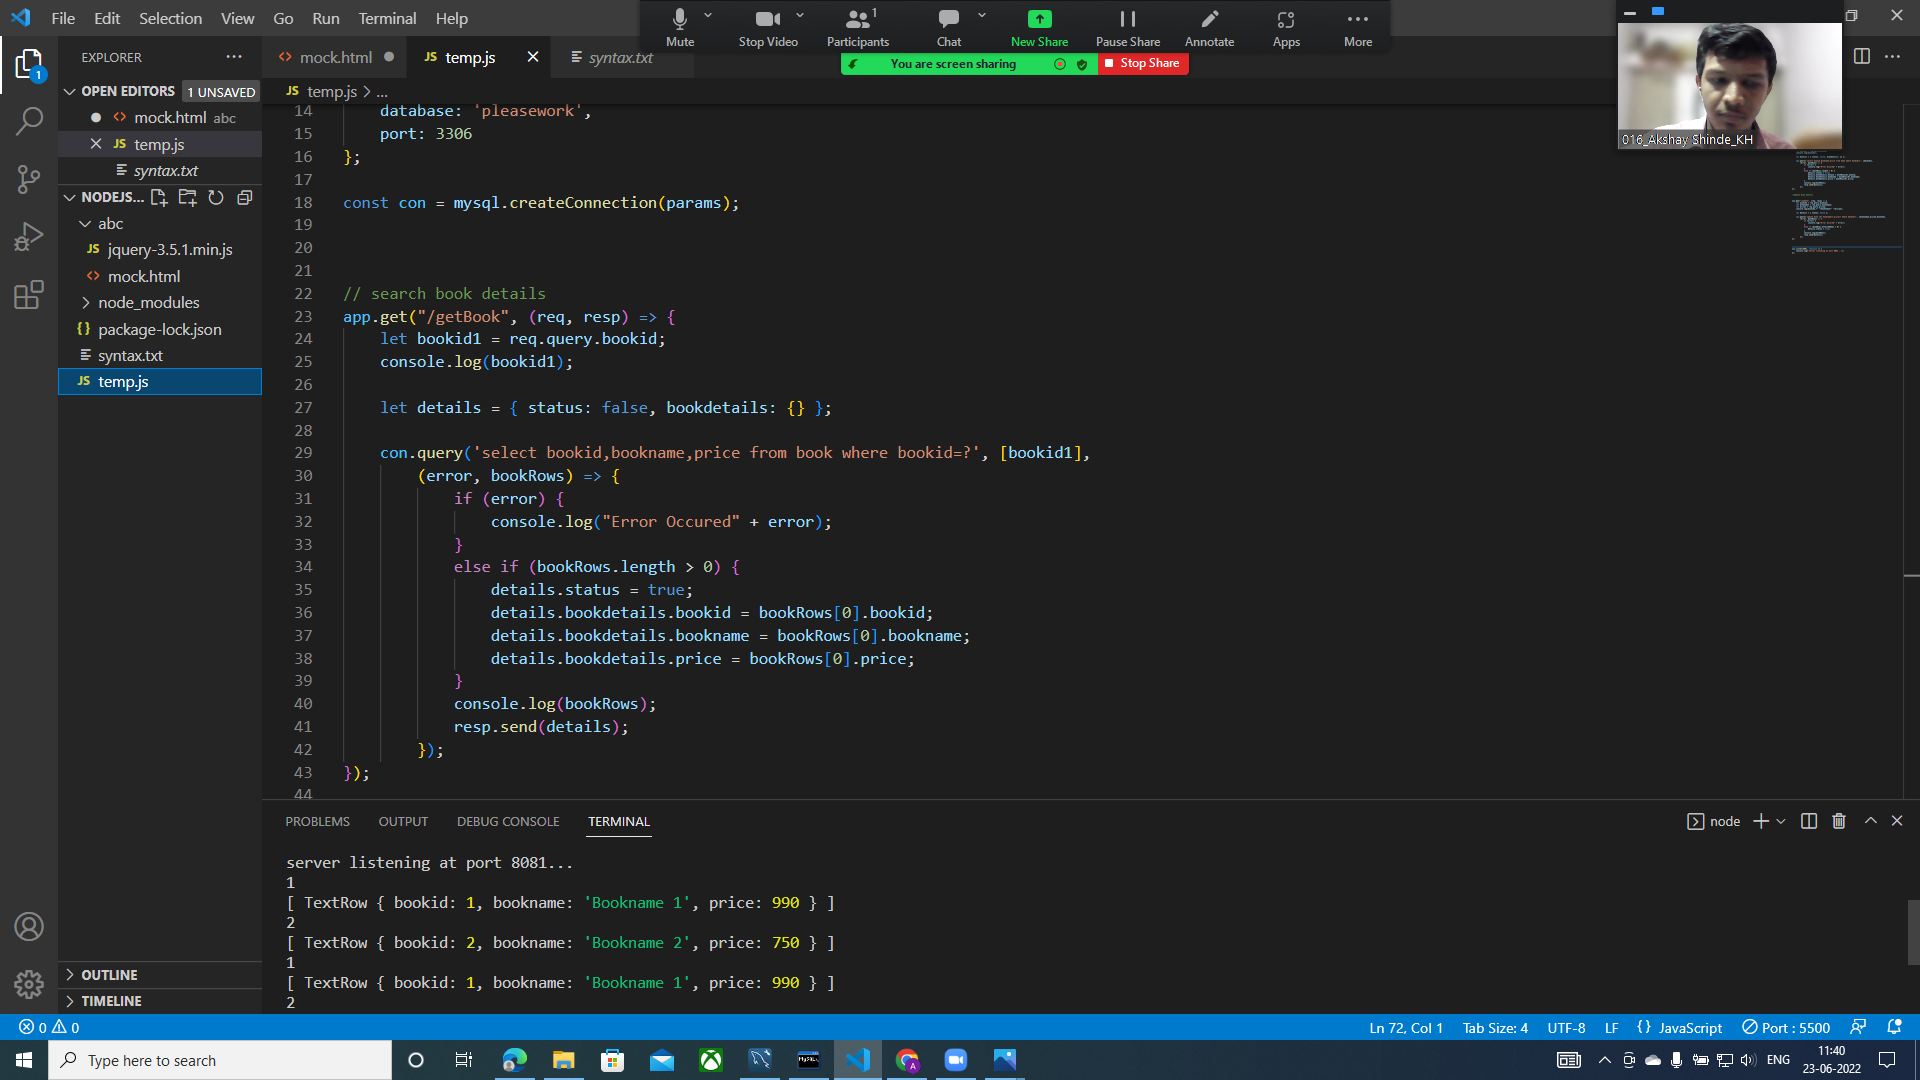 File Edit Selection View Go Run Terminal Help
Mute
Stop Video
Participants 1
Chat
New Share
Pause Share
Annotate
Apps
More
You are screen sharing
Stop Share
016_Akshay Shinde_KH
EXPLORER
mock.html
temp.js
syntax.txt
OPEN EDITORS 1 UNSAVED
mock.html abc
temp.js
syntax.txt
NODEJS...
abc
jquery-3.5.1.min.js
mock.html
node_modules
package-lock.json
syntax.txt
temp.js
OUTLINE
TIMELINE
1
JS temp.js > ...
14 database: 'pleasework',
15 port: 3306
16 };
17
18 const con = mysql.createConnection(params);
19
20
21
22 // search book details
23 app.get("/getBook", (req, resp) => {
24 let bookid1 = req.query.bookid;
25 console.log(bookid1);
26
27 let details = { status: false, bookdetails: {} };
28
29 con.query('select bookid,bookname,price from book where bookid=?', [bookid1],
30 (error, bookRows) => {
31 if (error) {
32 console.log("Error Occured" + error);
33 }
34 else if (bookRows.length > 0) {
35 details.status = true;
36 details.bookdetails.bookid = bookRows[0].bookid;
37 details.bookdetails.bookname = bookRows[0].bookname;
38 details.bookdetails.price = bookRows[0].price;
39 }
40 console.log(bookRows);
41 resp.send(details);
42 });
43 });
44
PROBLEMS OUTPUT DEBUG CONSOLE TERMINAL
node
server listening at port 8081...
1
[ TextRow { bookid: 1, bookname: 'Bookname 1', price: 990 } ]
2
[ TextRow { bookid: 2, bookname: 'Bookname 2', price: 750 } ]
1
[ TextRow { bookid: 1, bookname: 'Bookname 1', price: 990 } ]
2
0 0
Ln 72, Col 1 Tab Size: 4 UTF-8 LF {} JavaScript Port : 5500
Type here to search
ENG
11:40
23-06-2022